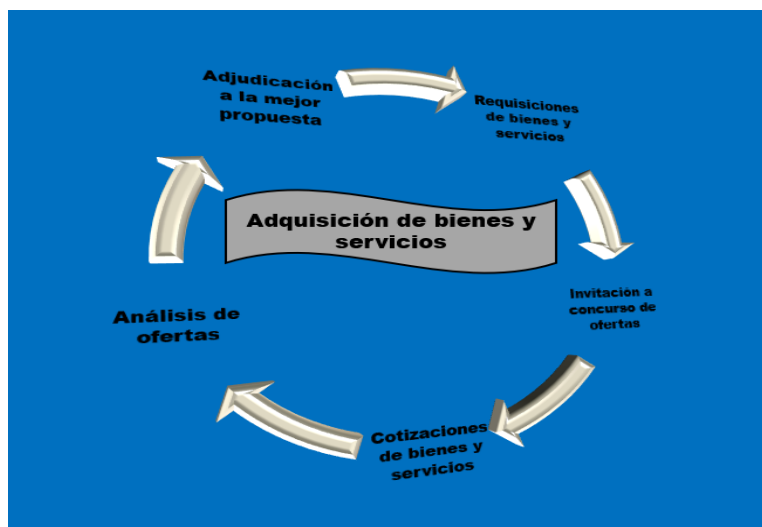 Adjudicación
a la mejor
propuesta
Requisiciones
de bienes y
servicios
Adquisición de bienes y
servicios
Invitación a
concurso de
ofertas
Análisis de
ofertas
Cotizaciones
de bienes y
servicios